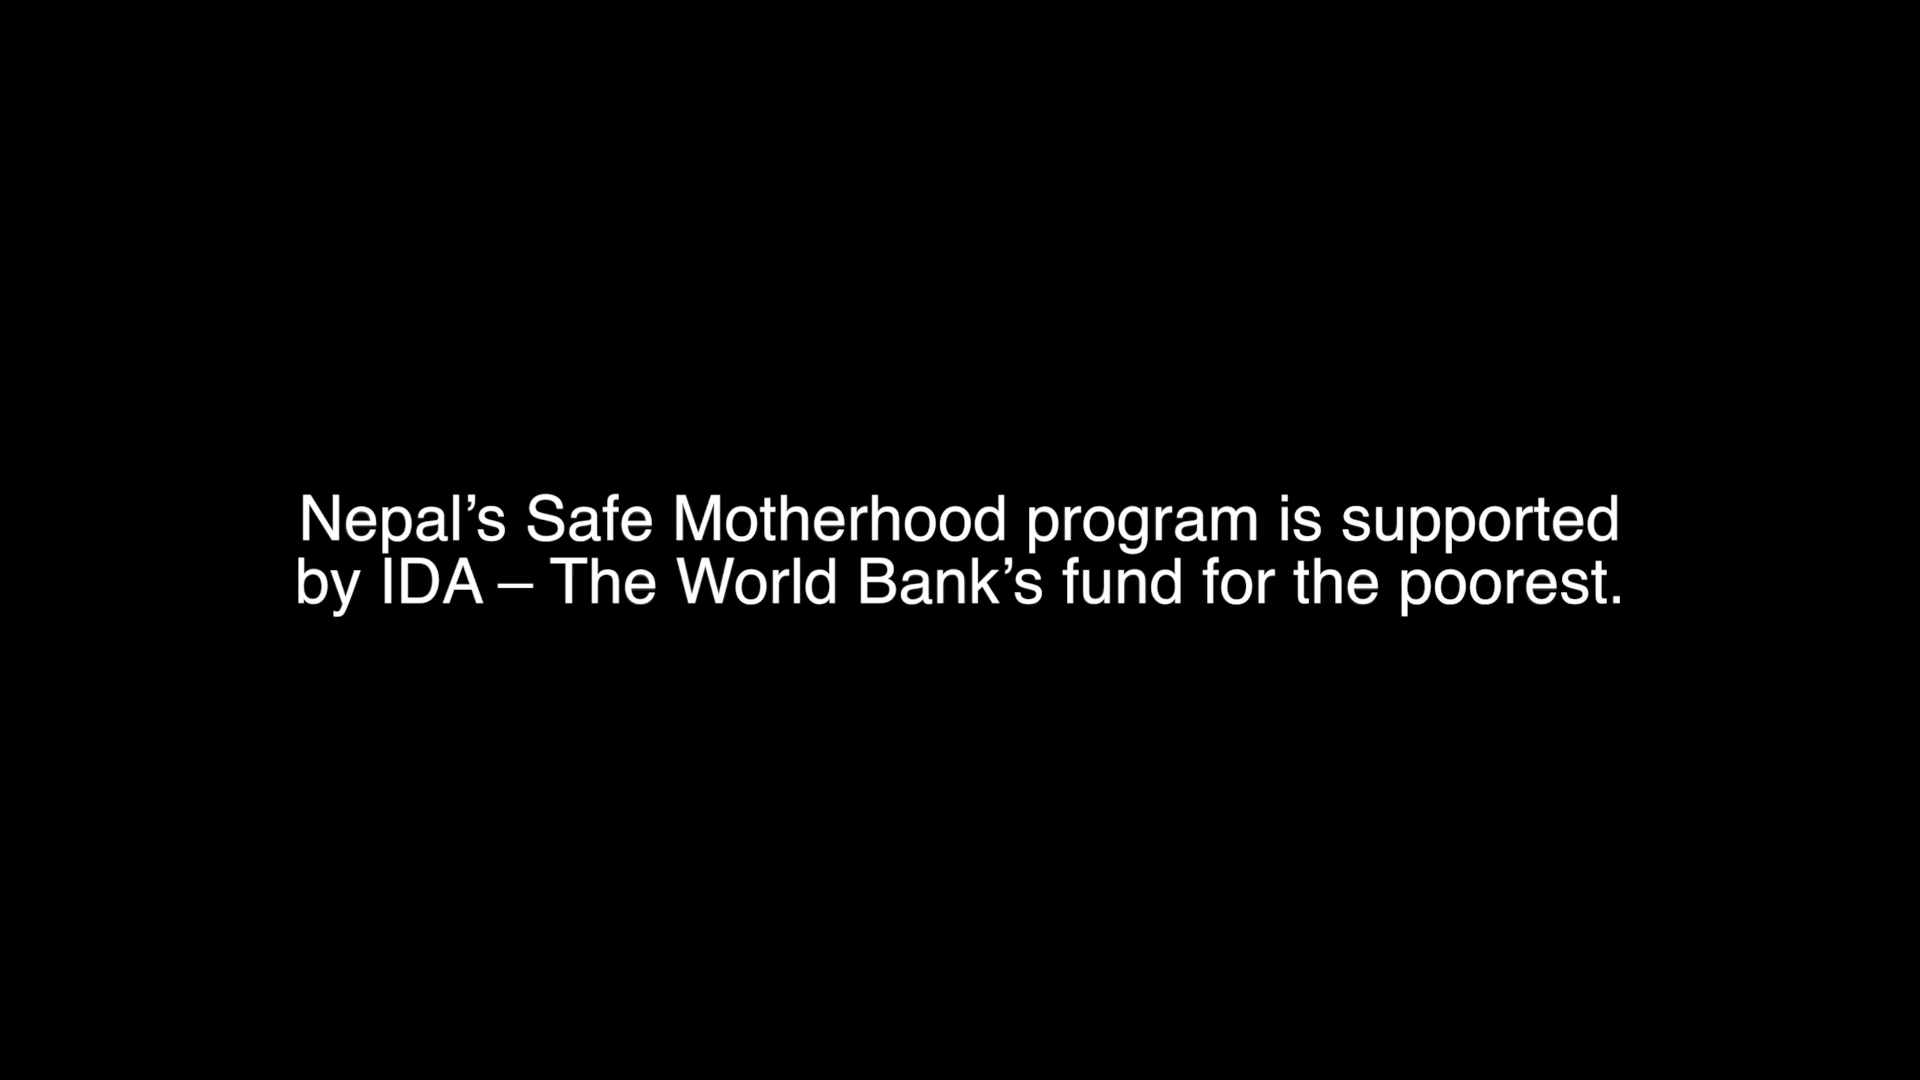 Nepal’s Safe Motherhood program is supported
by IDA – The World Bank’s fund for the poorest.